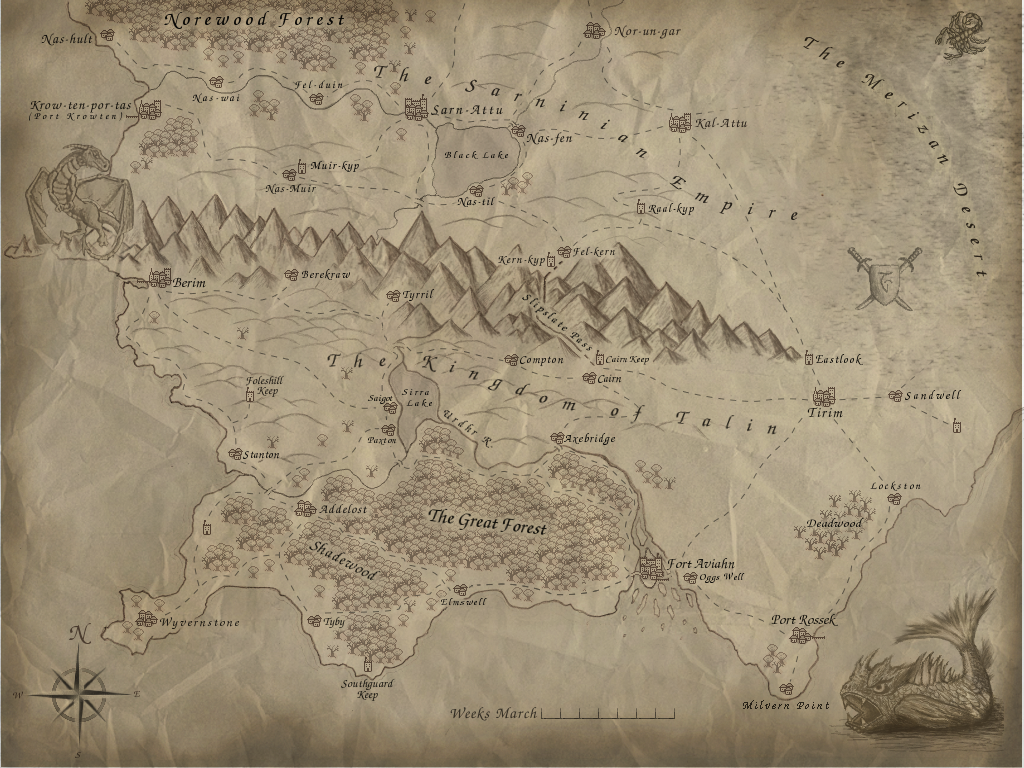 Norewood Forest
Nas-hult
Nor-un-gar
The Merizan Desert
The Sarninian Empire
Nas-wai
Fel-duin
Krow-ten-por-tas
(Port Krowten)
Sarn-Attu
Kal-Attu
Nas-fen
Black Lake
Muir-kyp
Nas-Muir
Nas-til
Raal-kyp
Kern-kyp
Fel-kern
Berim
Berekraw
Tyrril
Slipslate Pass
The Kingdom of Talin
Compton
Cairn Keep
Eastlook
Cairn
Foleshill
Keep
Saigot
Sirra
Lake
Tirim
Sandwell
Paxton
Urdhr R.
Axebridge
Stanton
Lockston
Addelost
The Great Forest
Deadwood
Shadewood
Fort Aviahn
Oggs Well
Elmswell
Wyvernstone
Tyby
Port Rossek
N
W
E
S
Southguard
Keep
Milvern Point
Weeks March